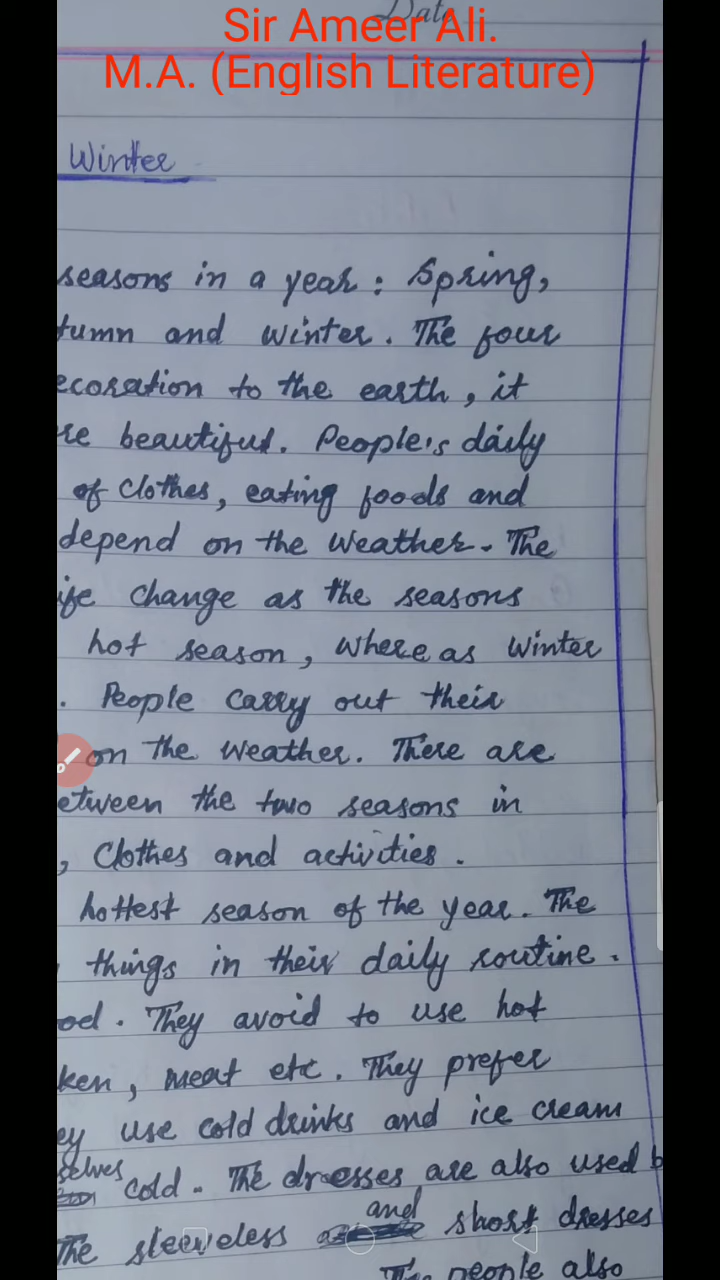 Date
Sir Ameer Ali.
M.A. (English Literature)
Winter
seasons in a year: Spring,
tumn and winter. The four
ecoration to the earth, it
re beautiful. People's daily
of clothes, eating foods and
depend on the weather. The
ife change as the seasons
hot season, where as winter
. People carry out their
on the weather. There are
etween the two seasons in
, Clothes and activities.
hottest season of the year. The
things in their daily routine.
od. They avoid to use hot
ken, meat etc. They prefer
ey use cold drinks and ice cream
selves cold. The dresses are also used b
The sleeveless and short dresses
The people also